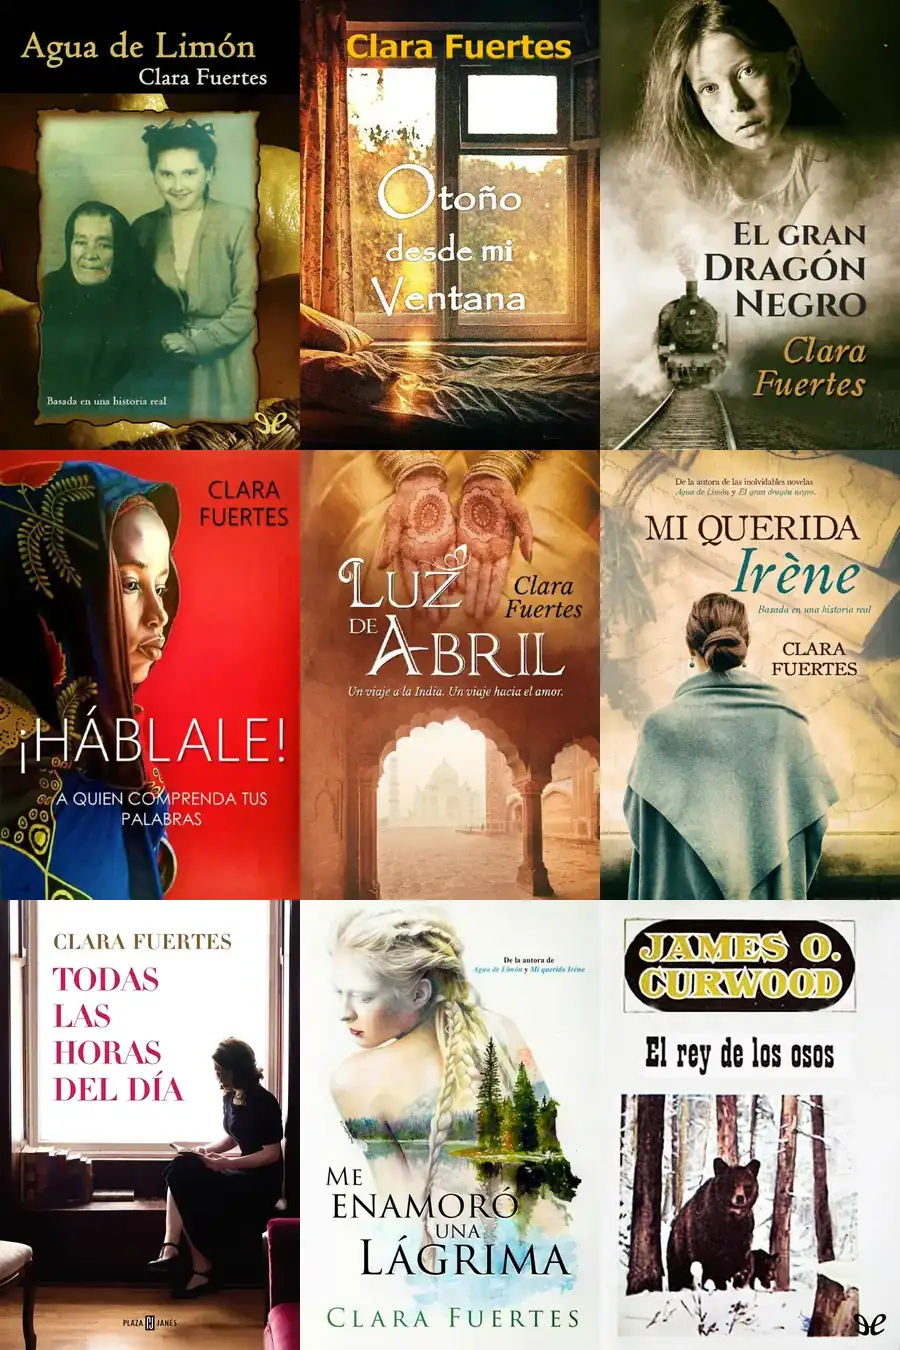 Agua de Limón
Clara Fuertes
Basada en una historia real
Clara Fuertes
Otoño
desde mi
Ventana
EL GRAN
DRAGÓN
NEGRO
Clara
Fuertes
CLARA
FUERTES
¡HÁBLALE!
A QUIEN COMPRENDA TUS
PALABRAS
LUZ
DE
ABRIL
Clara
Fuertes
Un viaje a la India. Un viaje hacia el amor.
De la autora de las inolvidables novelas
Agua de Limón y El gran dragón negro.
MI QUERIDA
Irène
Basada en una historia real
CLARA
FUERTES
CLARA FUERTES
TODAS
LAS
HORAS
DEL DÍA
PLAZA JANÉS
De la autora de
Agua de Limón y Mi querida Irène
ME
ENAMORÓ
UNA
LÁGRIMA
CLARA FUERTES
JAMES O.
CURWOOD
El rey de los osos